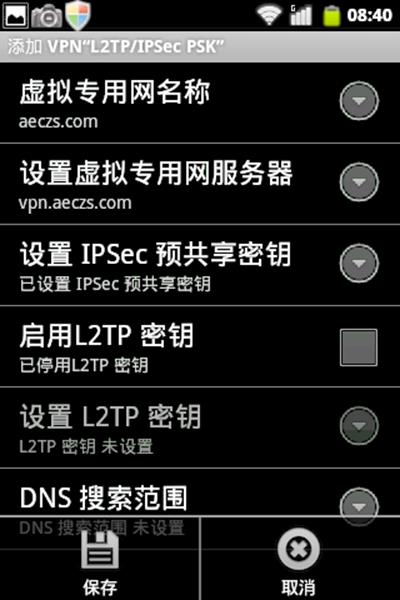 08:40
添加 VPN“L2TP/IPSec PSK”
虚拟专用网名称
aeczs.com
设置虚拟专用网服务器
vpn.aeczs.com
设置 IPSec 预共享密钥
已设置 IPSec 预共享密钥
启用L2TP 密钥
已停用L2TP 密钥
设置 L2TP 密钥
L2TP 密钥 未设置
DNS 搜索范围
DNS 搜索范围 未设置
保存
取消